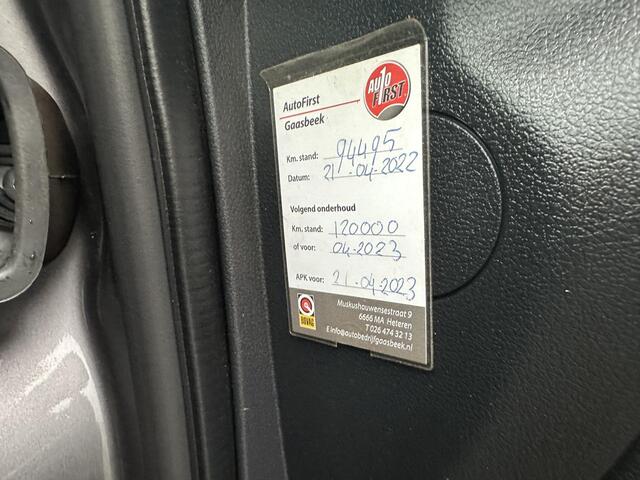 AUTO
FIRST
AutoFirst
Gaasbeek
Km. stand: 94495
Datum: 21-04-2022
Volgend onderhoud
Km. stand: 120000
of voor: 04-2023
APK voor: 21-04-2023
BOVAG
Muskushouwensestraat 9
6666 MA Heteren
T 026 474 32 13
E info@autobedrijfgaasbeek.nl